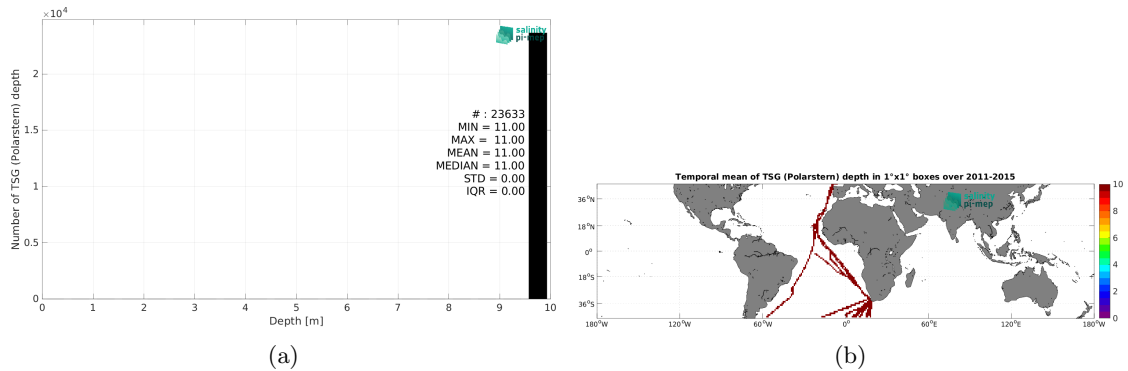 ×10⁴
salinity
pi-mep
2
1.5
1
0.5
0
Number of TSG (Polarstern) depth
# : 23633
MIN = 11.00
MAX = 11.00
MEAN = 11.00
MEDIAN = 11.00
STD = 0.00
IQR = 0.00
0 1 2 3 4 5 6 7 8 9 10
Depth [m]
(a)
Temporal mean of TSG (Polarstern) depth in 1°x1° boxes over 2011-2015
salinity
pi-mep
36°N
18°N
0°
18°S
36°S
180°W 120°W 60°W 0° 60°E 120°E 180°W
10
8
6
4
2
0
(b)